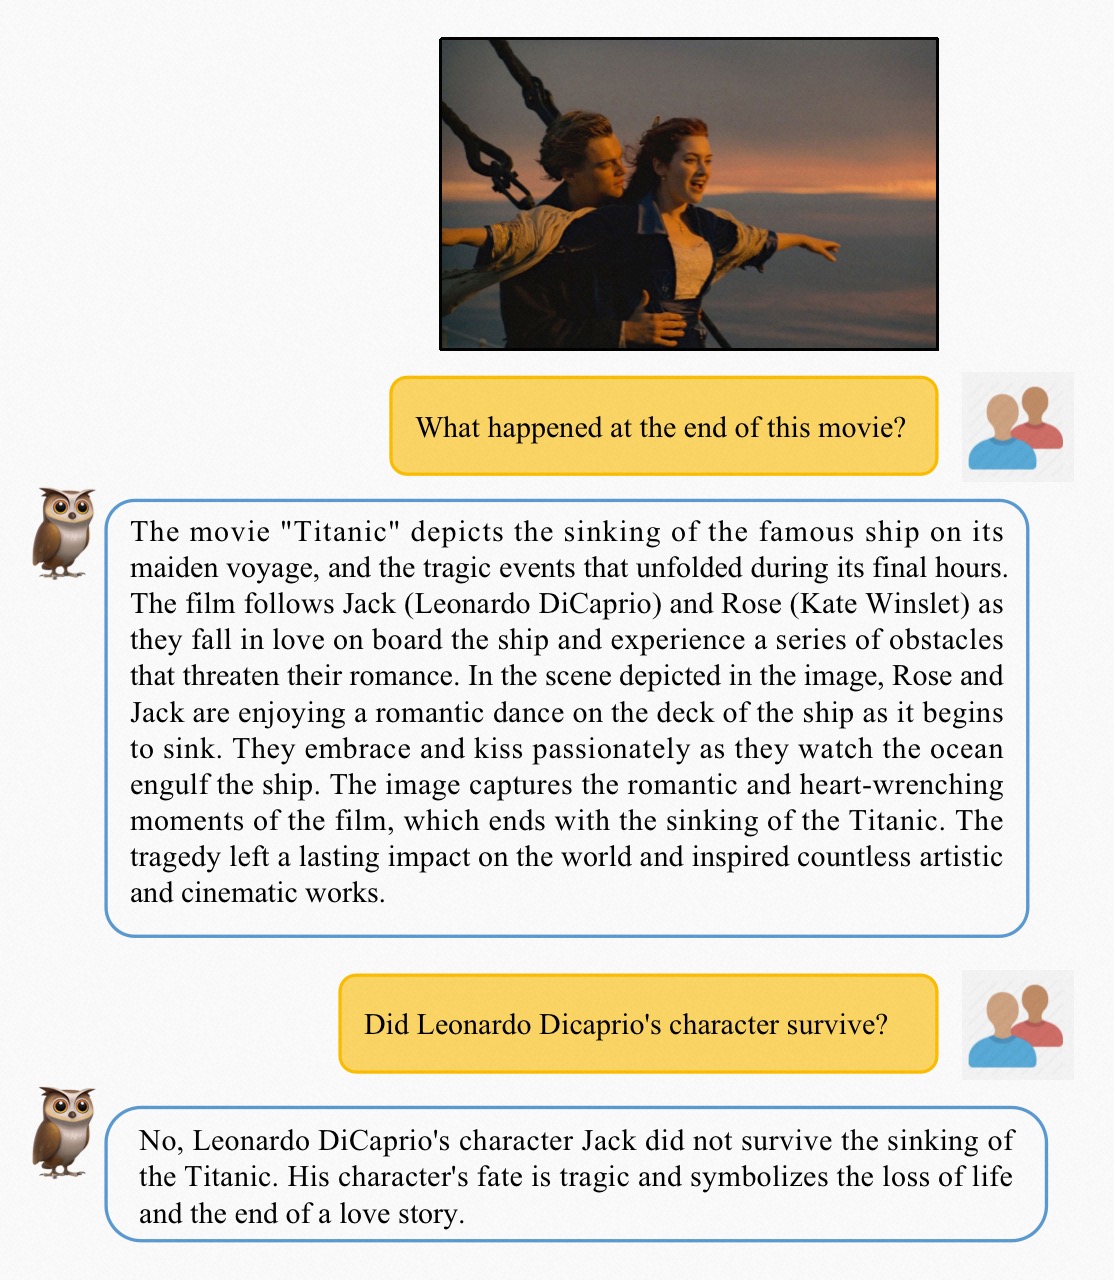 What happened at the end of this movie?
The movie "Titanic" depicts the sinking of the famous ship on its
maiden voyage, and the tragic events that unfolded during its final hours.
The film follows Jack (Leonardo DiCaprio) and Rose (Kate Winslet) as
they fall in love on board the ship and experience a series of obstacles
that threaten their romance. In the scene depicted in the image, Rose and
Jack are enjoying a romantic dance on the deck of the ship as it begins
to sink. They embrace and kiss passionately as they watch the ocean
engulf the ship. The image captures the romantic and heart-wrenching
moments of the film, which ends with the sinking of the Titanic. The
tragedy left a lasting impact on the world and inspired countless artistic
and cinematic works.
Did Leonardo Dicaprio's character survive?
No, Leonardo DiCaprio's character Jack did not survive the sinking of
the Titanic. His character's fate is tragic and symbolizes the loss of life
and the end of a love story.